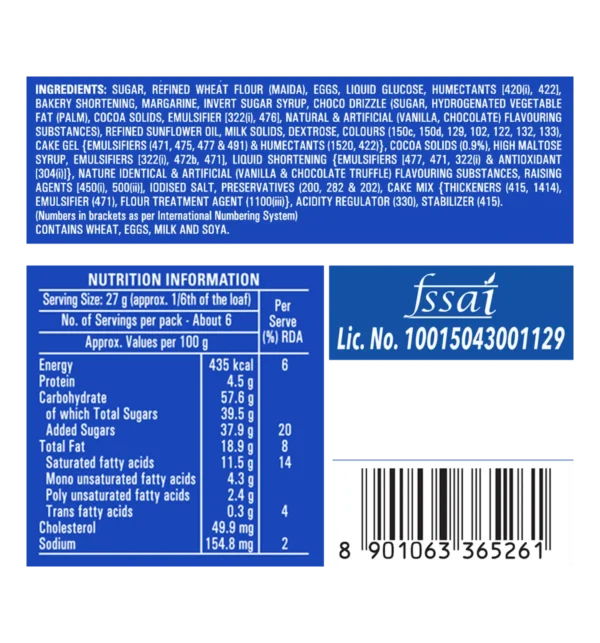 INGREDIENTS: SUGAR, REFINED WHEAT FLOUR (MAIDA), EGGS, LIQUID GLUCOSE, HUMECTANTS [420(i), 422],
BAKERY SHORTENING, MARGARINE, INVERT SUGAR SYRUP, CHOCO DRIZZLE (SUGAR, HYDROGENATED VEGETABLE
FAT (PALM), COCOA SOLIDS, EMULSIFIER [322(i), 476], NATURAL & ARTIFICIAL (VANILLA, CHOCOLATE) FLAVOURING
SUBSTANCES), REFINED SUNFLOWER OIL, MILK SOLIDS, DEXTROSE, COLOURS (150c, 150d, 129, 102, 122, 132, 133),
CAKE GEL {EMULSIFIERS (471, 475, 477 & 491) & HUMECTANTS (1520, 422)}, COCOA SOLIDS (0.9%), HIGH MALTOSE
SYRUP, EMULSIFIERS [322(i), 472b, 471], LIQUID SHORTENING {EMULSIFIERS [477, 471, 322(i) & ANTIOXIDANT
[304(i)]}, NATURE IDENTICAL & ARTIFICIAL (VANILLA & CHOCOLATE TRUFFLE) FLAVOURING SUBSTANCES, RAISING
AGENTS [450(i), 500(ii)], IODISED SALT, PRESERVATIVES (200, 282 & 202), CAKE MIX {THICKENERS (415, 1414),
EMULSIFIER (471), FLOUR TREATMENT AGENT (1100(iii)}, ACIDITY REGULATOR (330), STABILIZER (415).
(Numbers in brackets as per International Numbering System)
CONTAINS WHEAT, EGGS, MILK AND SOYA.
NUTRITION INFORMATION
Serving Size: 27 g (approx. 1/6th of the loaf)
No. of Servings per pack - About 6
Approx. Values per 100 g
Per
Serve
(%) RDA
Energy 435 kcal 6
Protein 4.5 g
Carbohydrate 57.6 g
of which Total Sugars 39.5 g
Added Sugars 37.9 g 20
Total Fat 18.9 g 8
Saturated fatty acids 11.5 g 14
Mono unsaturated fatty acids 4.3 g
Poly unsaturated fatty acids 2.4 g
Trans fatty acids 0.3 g 4
Cholesterol 49.9 mg
Sodium 154.8 mg 2
fssai
Lic. No. 10015043001129
8 901063 365261